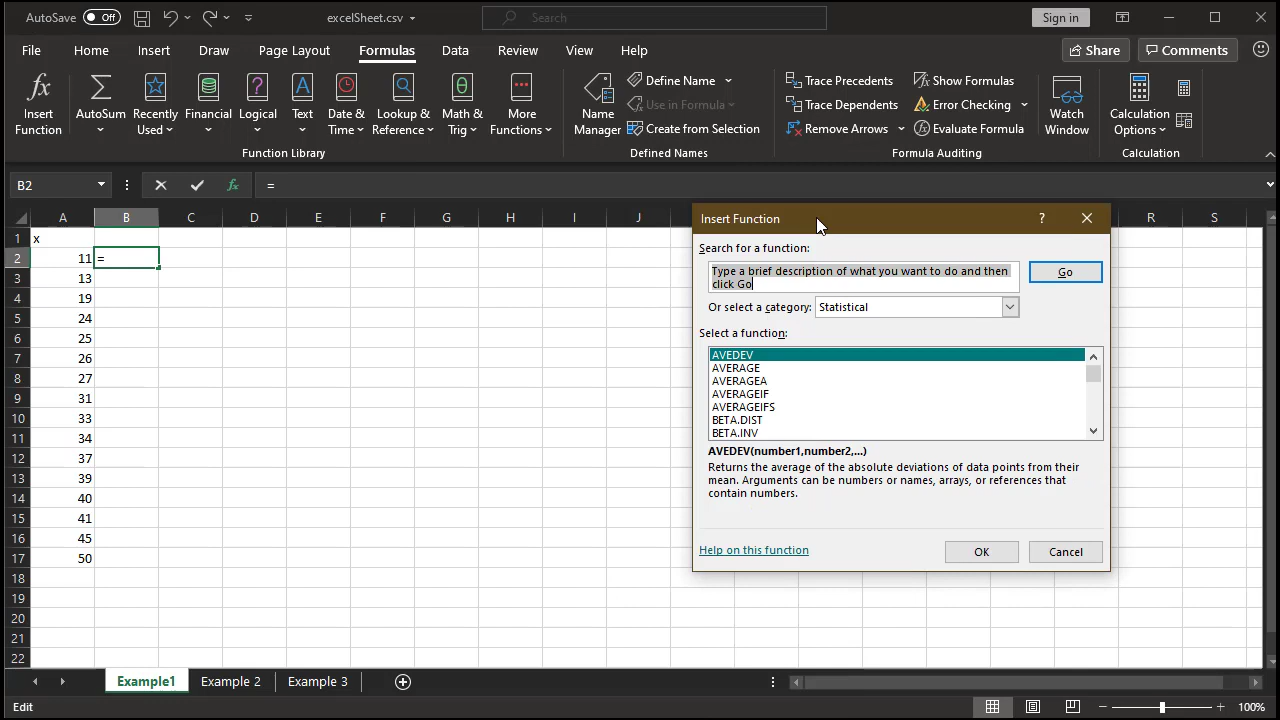 AutoSave Off excelSheet.csv Search Sign in
File Home Insert Draw Page Layout Formulas Data Review View Help Share Comments
Insert Function
AutoSum
Recently Used
Financial
Logical
Text
Date & Time
Lookup & Reference
Math & Trig
More Functions
Function Library
Name Manager
Define Name
Use in Formula
Create from Selection
Defined Names
Trace Precedents
Trace Dependents
Remove Arrows
Show Formulas
Error Checking
Evaluate Formula
Formula Auditing
Watch Window
Calculation Options
Calculation
B2 fx =
A B C D E F G H I J R S
1 x
2 11 =
3 13
4 19
5 24
6 25
7 26
8 27
9 31
10 33
11 34
12 37
13 39
14 40
15 41
16 45
17 50
18
19
20
21
22
Insert Function ?
Search for a function:
Type a brief description of what you want to do and then
click Go
Go
Or select a category: Statistical
Select a function:
AVEDEV
AVERAGE
AVERAGEA
AVERAGEIF
AVERAGEIFS
BETA.DIST
BETA.INV
AVEDEV(number1,number2,...)
Returns the average of the absolute deviations of data points from their
mean. Arguments can be numbers or names, arrays, or references that
contain numbers.
Help on this function OK Cancel
Example1 Example 2 Example 3
Edit 100%